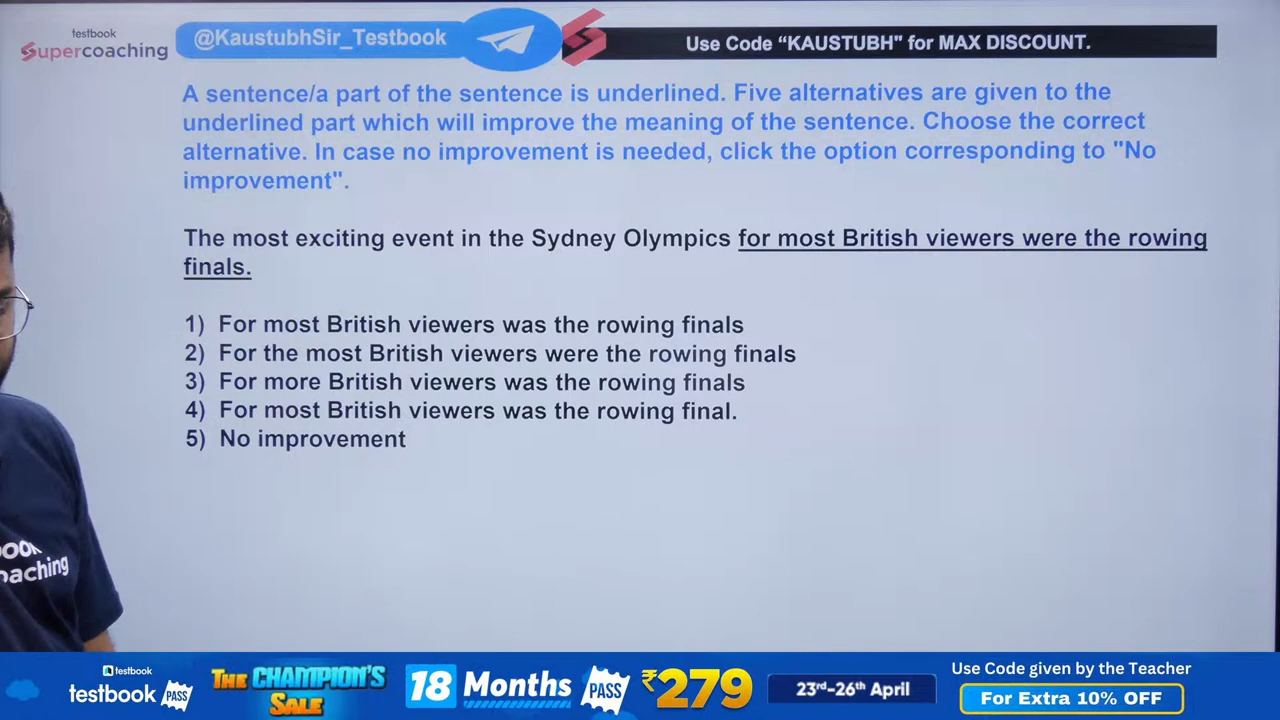 testbook
Supercoaching
@KaustubhSir_Testbook
Use Code “KAUSTUBH" for MAX DISCOUNT.
A sentence/a part of the sentence is underlined. Five alternatives are given to the
underlined part which will improve the meaning of the sentence. Choose the correct
alternative. In case no improvement is needed, click the option corresponding to "No
improvement".
The most exciting event in the Sydney Olympics for most British viewers were the rowing
finals.
1) For most British viewers was the rowing finals
2) For the most British viewers were the rowing finals
3) For more British viewers was the rowing finals
4) For most British viewers was the rowing final.
5) No improvement
testbook
testbook PASS
THE CHAMPION'S
SALE
18 Months PASS ₹279
23rd-26th April
Use Code given by the Teacher
For Extra 10% OFF